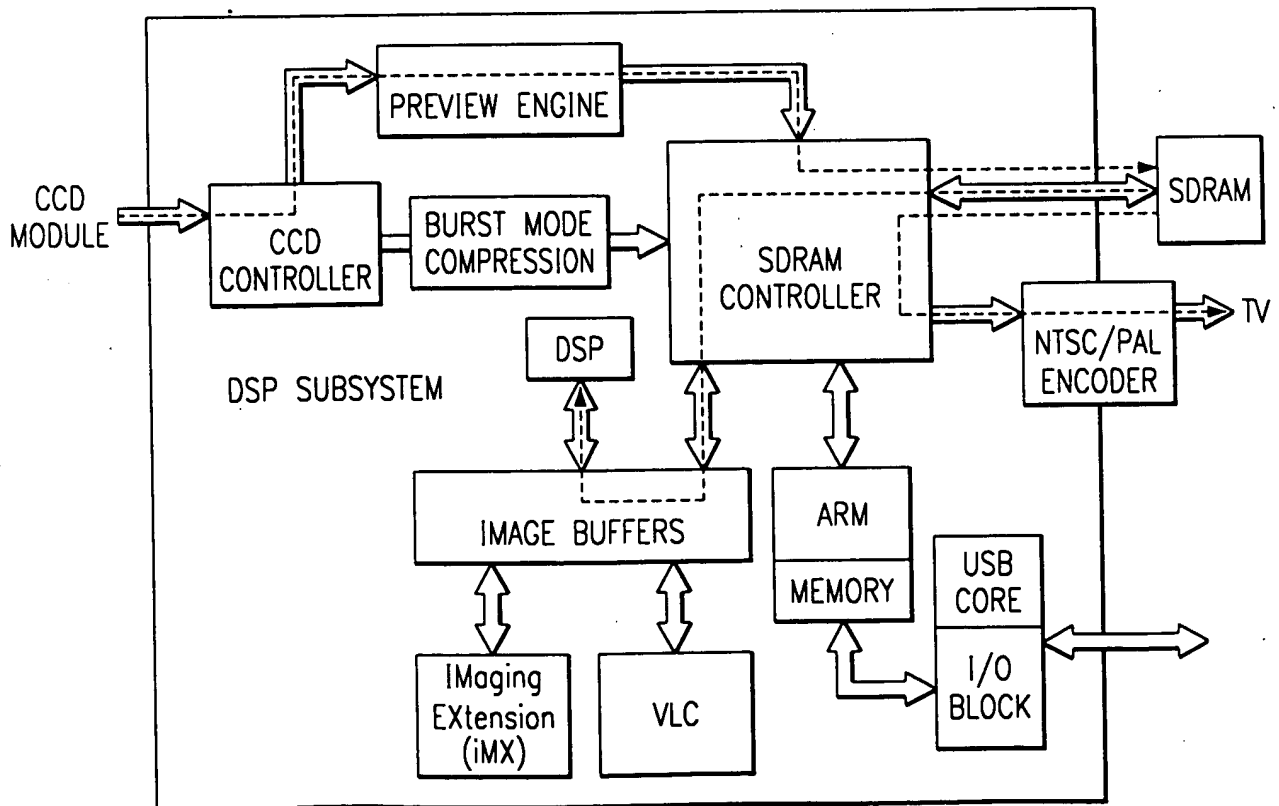 PREVIEW ENGINE
CCD
MODULE
CCD
CONTROLLER
BURST MODE
COMPRESSION
SDRAM
CONTROLLER
SDRAM
NTSC/PAL
ENCODER
TV
DSP
DSP SUBSYSTEM
IMAGE BUFFERS
ARM
MEMORY
USB
CORE
I/O
BLOCK
IMaging
EXtension
(iMX)
VLC